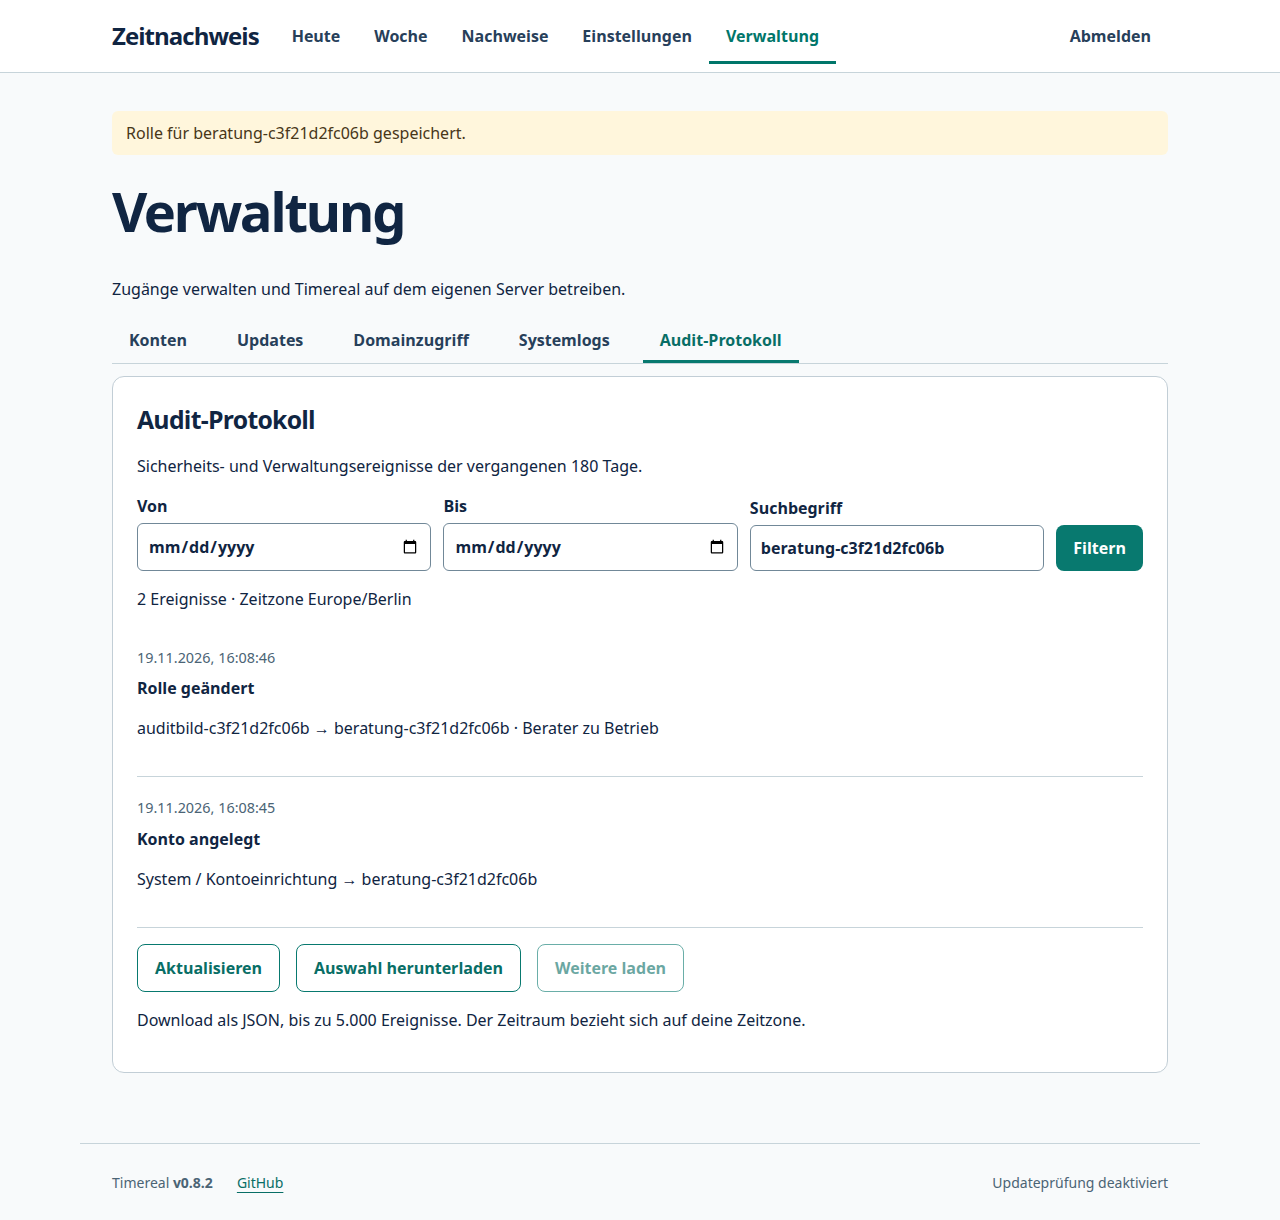 Zeitnachweis Heute Woche Nachweise Einstellungen Verwaltung Abmelden
Rolle für beratung-c3f21d2fc06b gespeichert.
Verwaltung
Zugänge verwalten und Timereal auf dem eigenen Server betreiben.
Konten Updates Domainzugriff Systemlogs Audit-Protokoll
Audit-Protokoll
Sicherheits- und Verwaltungsereignisse der vergangenen 180 Tage.
Von Bis Suchbegriff
mm/dd/yyyy mm/dd/yyyy beratung-c3f21d2fc06b Filtern
2 Ereignisse · Zeitzone Europe/Berlin
19.11.2026, 16:08:46
Rolle geändert
auditbild-c3f21d2fc06b → beratung-c3f21d2fc06b · Berater zu Betrieb
19.11.2026, 16:08:45
Konto angelegt
System / Kontoeinrichtung → beratung-c3f21d2fc06b
Aktualisieren Auswahl herunterladen Weitere laden
Download als JSON, bis zu 5.000 Ereignisse. Der Zeitraum bezieht sich auf deine Zeitzone.
Timereal v0.8.2 GitHub Updateprüfung deaktiviert